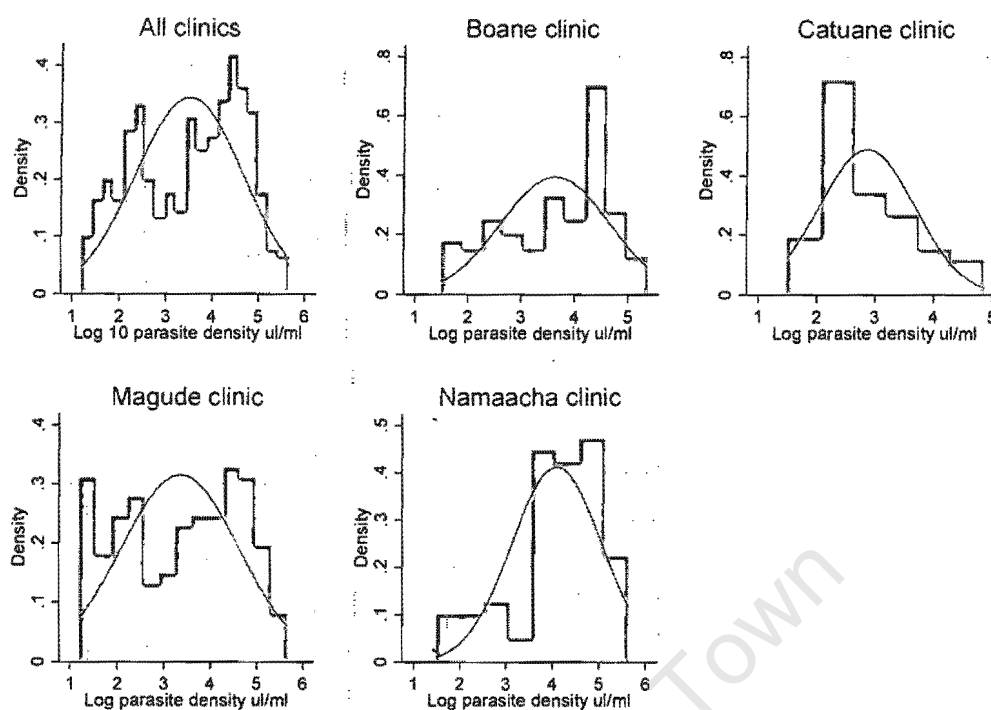 All clinics
Boane clinic
Catuane clinic
Density
0 .1 .2 .3 .4
1 2 3 4 5 6
Log 10 parasite density ul/ml
Density
0 .2 .4 .6 .8
1 2 3 4 5
Log parasite density ul/ml
Density
0 .2 .4 .6 .8
1 2 3 4 5
Log parasite density ul/ml
Magude clinic
Namaacha clinic
Density
0 .1 .2 .3 .4
1 2 3 4 5 6
Log parasite density ul/ml
Density
0 .1 .2 .3 .4 .5
1 2 3 4 5 6
Log parasite density ul/ml
Town